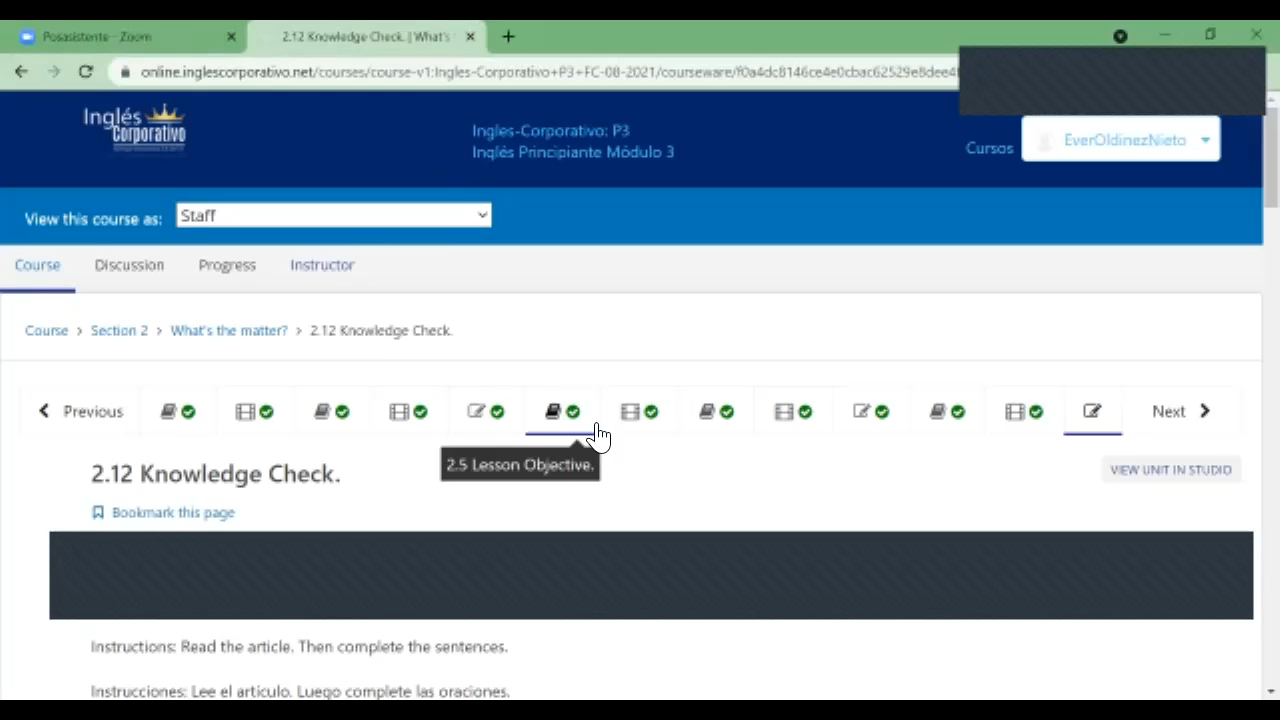 Posasistente - Zoom
2.12 Knowledge Check. | What's
online.inglescorporativo.net/courses/course-v1:Ingles-Corporativo+P3+FC-08-2021/courseware/f0a4dc8146ce4e0cbac62529e8dee4
Inglés
Corporativo
Ingles-Corporativo: P3
Inglés Principiante Módulo 3
Cursos
EverOldinezNieto
View this course as:
Staff
Course Discussion Progress Instructor
Course > Section 2 > What's the matter? > 2.12 Knowledge Check.
Previous
Next
2.5 Lesson Objective.
2.12 Knowledge Check.
VIEW UNIT IN STUDIO
Bookmark this page
Instructions: Read the article. Then complete the sentences.
Instrucciones: Lee el artículo. Luego complete las oraciones.